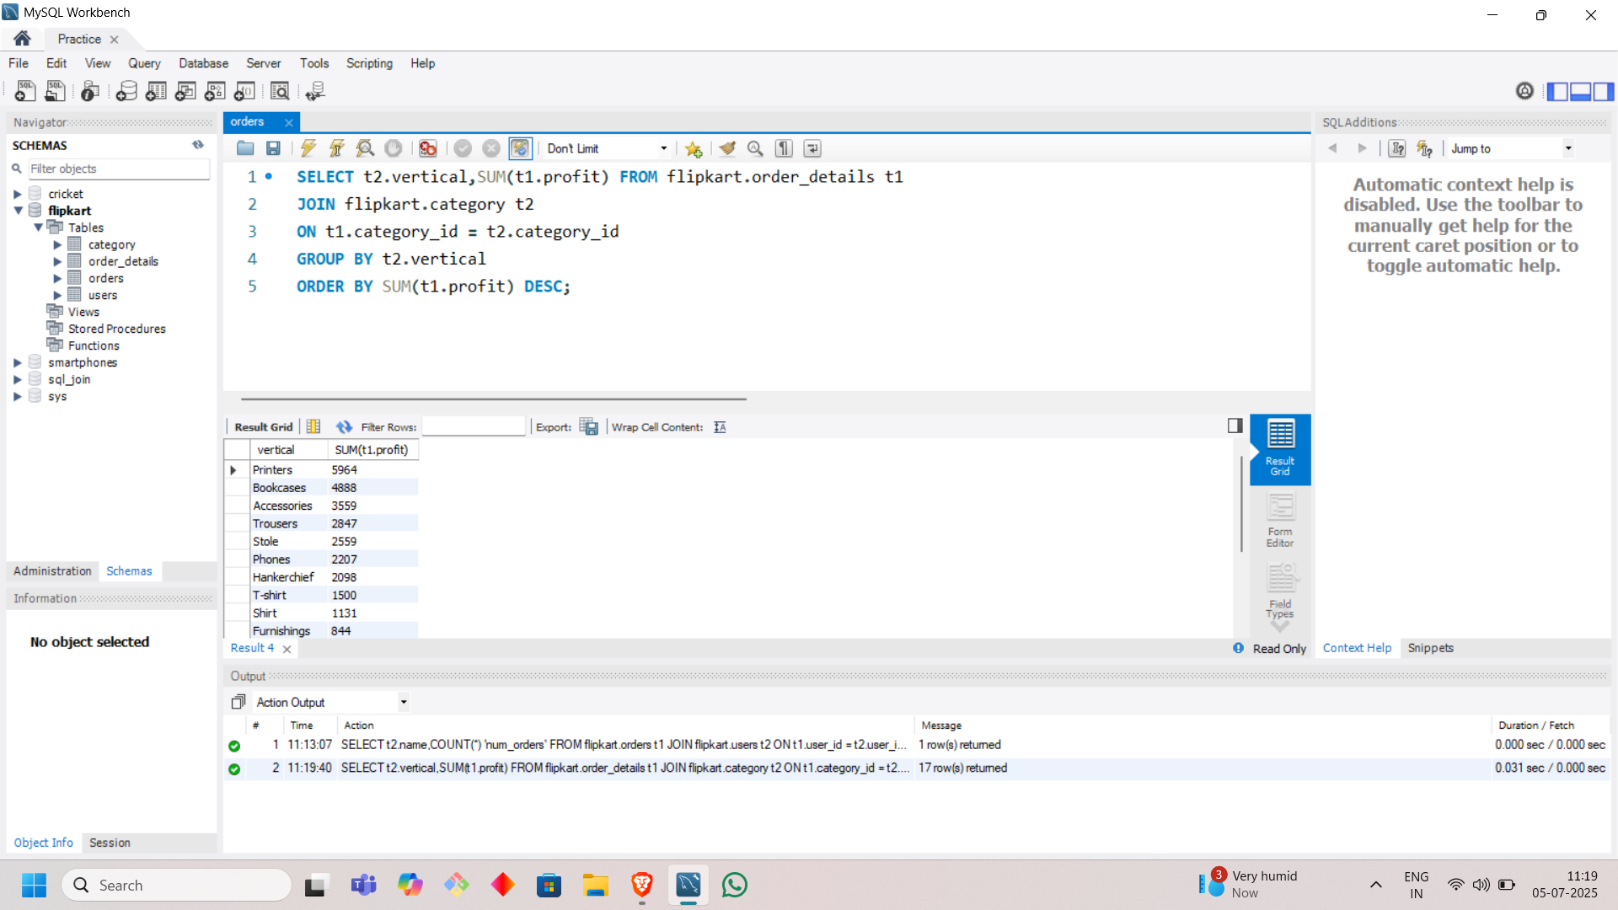 MySQL Workbench
Practice
File Edit View Query Database Server Tools Scripting Help
Navigator
SCHEMAS
Filter objects
cricket
flipkart
Tables
category
order_details
orders
users
Views
Stored Procedures
Functions
smartphones
sql_join
sys
Administration Schemas
Information
No object selected
Object Info Session
orders
Don't Limit
1 SELECT t2.vertical,SUM(t1.profit) FROM flipkart.order_details t1
2 JOIN flipkart.category t2
3 ON t1.category_id = t2.category_id
4 GROUP BY t2.vertical
5 ORDER BY SUM(t1.profit) DESC;
Result Grid Filter Rows: Export: Wrap Cell Content:
vertical SUM(t1.profit)
Printers 5964
Bookcases 4888
Accessories 3559
Trousers 2847
Stole 2559
Phones 2207
Hankerchief 2098
T-shirt 1500
Shirt 1131
Furnishings 844
Result Grid
Form Editor
Field Types
Result 4
Read Only
SQLAdditions
Jump to
Automatic context help is
disabled. Use the toolbar to
manually get help for the
current caret position or to
toggle automatic help.
Context Help Snippets
Output
Action Output
# Time Action Message Duration / Fetch
1 11:13:07 SELECT t2.name,COUNT(*) 'num_orders' FROM flipkart.orders t1 JOIN flipkart.users t2 ON t1.user_id = t2.user_i... 1 row(s) returned 0.000 sec / 0.000 sec
2 11:19:40 SELECT t2.vertical,SUM(t1.profit) FROM flipkart.order_details t1 JOIN flipkart.category t2 ON t1.category_id = t2.... 17 row(s) returned 0.031 sec / 0.000 sec
Search
3
Very humid
Now
ENG
IN
11:19
05-07-2025